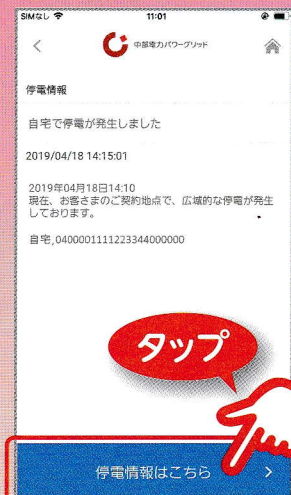 SIMなし 11:01
中部電力パワーグリッド
停電情報
自宅で停電が発生しました
2019/04/18 14:15:01
2019年04月18日14:10
現在、お客さまのご契約地点で、広域的な停電が発生
しております。
自宅,0400001111223344000000
タップ
停電情報はこちら